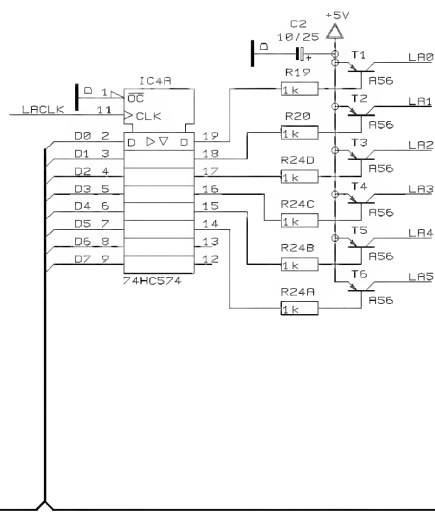 +5V
C2
10/25
+
D
D
1
OC
IC4A
LACLK
11
CLK
D0 2
D1 3
D2 4
D3 5
D4 6
D5 7
D6 8
D7 9
D
D
19
18
17
16
15
14
13
12
74HC574
R19
1k
R20
1k
R24D
1k
R24C
1k
R24B
1k
R24A
1k
T1
A56
LA0
T2
A56
LA1
T3
A56
LA2
T4
A56
LA3
T5
A56
LA4
T6
A56
LA5